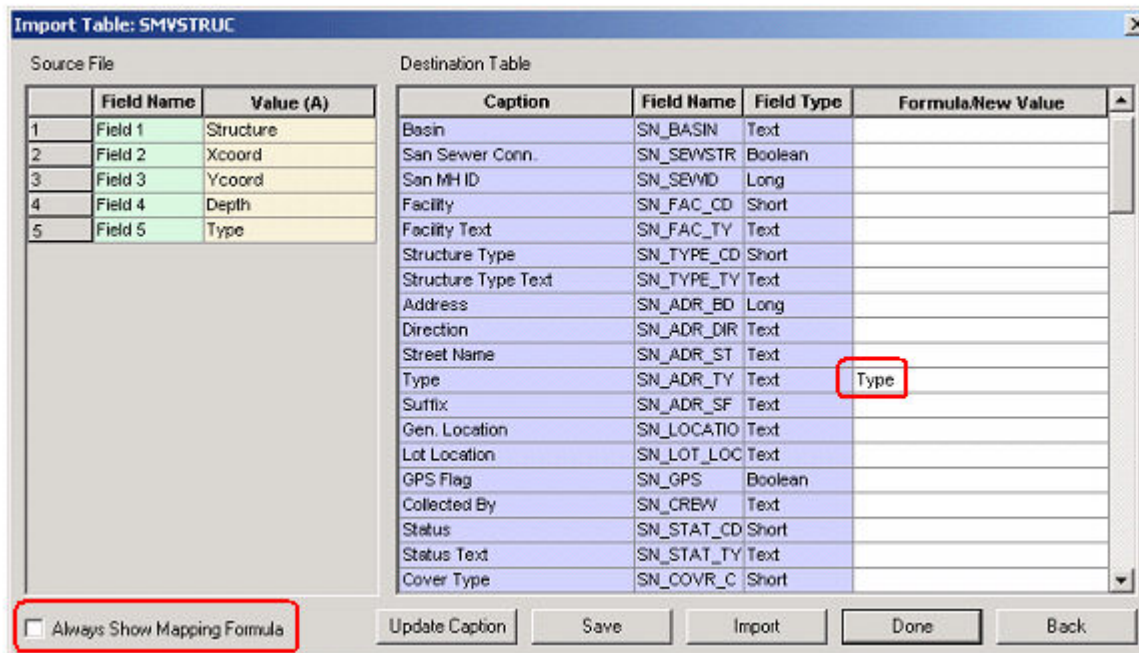 Import Table: SMVSTRUC
Source File
Destination Table
Field Name Value (A)
1 Field 1 Structure
2 Field 2 Xcoord
3 Field 3 Ycoord
4 Field 4 Depth
5 Field 5 Type
Caption Field Name Field Type Formula/New Value
Basin SN_BASIN Text
San Sewer Conn. SN_SEWSTR Boolean
San MH ID SN_SEWID Long
Facility SN_FAC_CD Short
Facility Text SN_FAC_TY Text
Structure Type SN_TYPE_CD Short
Structure Type Text SN_TYPE_TY Text
Address SN_ADR_BD Long
Direction SN_ADR_DIR Text
Street Name SN_ADR_ST Text
Type SN_ADR_TY Text Type
Suffix SN_ADR_SF Text
Gen. Location SN_LOCATIO Text
Lot Location SN_LOT_LOC Text
GPS Flag SN_GPS Boolean
Collected By SN_CREW Text
Status SN_STAT_CD Short
Status Text SN_STAT_TY Text
Cover Type SN_COVR_C Short
Always Show Mapping Formula
Update Caption Save Import Done Back